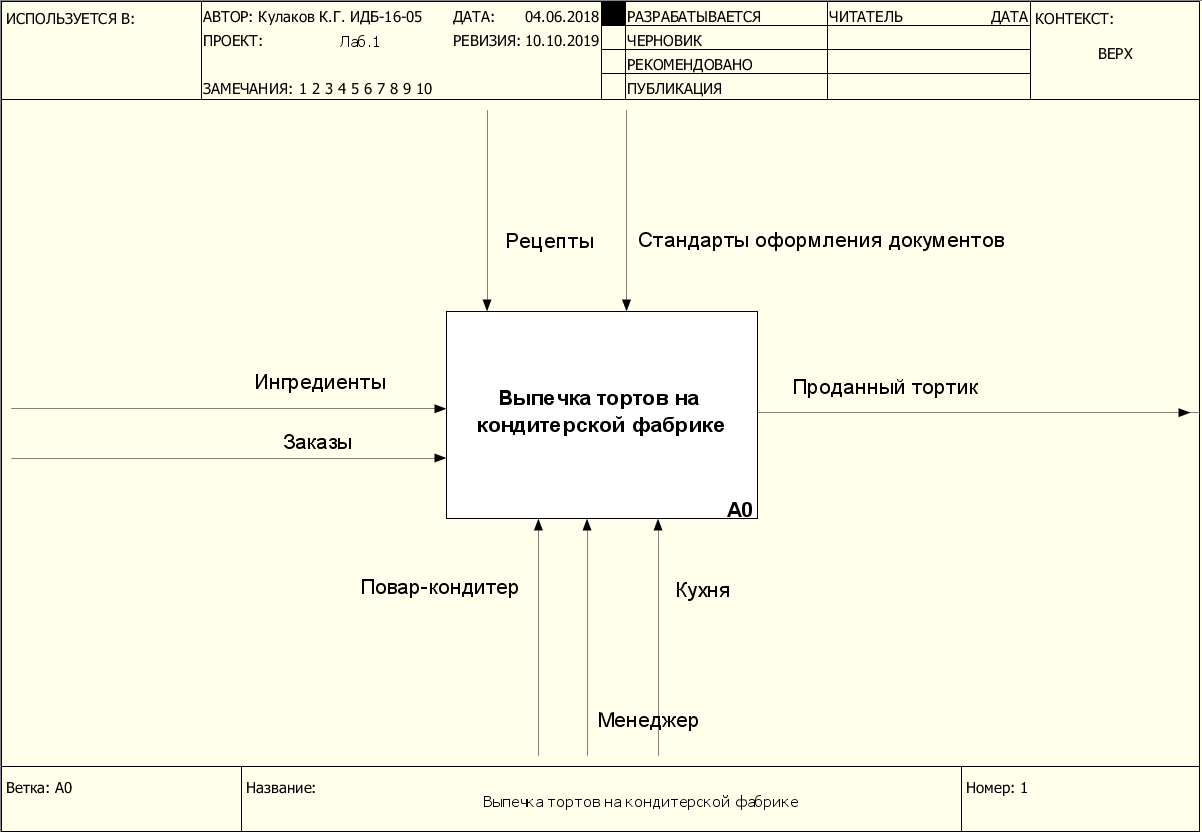 ИСПОЛЬЗУЕТСЯ В:
АВТОР: Кулаков К.Г. ИДБ-16-05 ДАТА: 04.06.2018
ПРОЕКТ: Лаб.1 РЕВИЗИЯ: 10.10.2019
ЗАМЕЧАНИЯ: 1 2 3 4 5 6 7 8 9 10
РАЗРАБАТЫВАЕТСЯ
ЧЕРНОВИК
РЕКОМЕНДОВАНО
ПУБЛИКАЦИЯ
ЧИТАТЕЛЬ ДАТА
КОНТЕКСТ:
ВЕРХ
Рецепты
Стандарты оформления документов
Ингредиенты
Заказы
Выпечка тортов на
кондитерской фабрике
A0
Проданный тортик
Повар-кондитер
Кухня
Менеджер
Ветка: A0
Название:
Выпечка тортов на кондитерской фабрике
Номер: 1